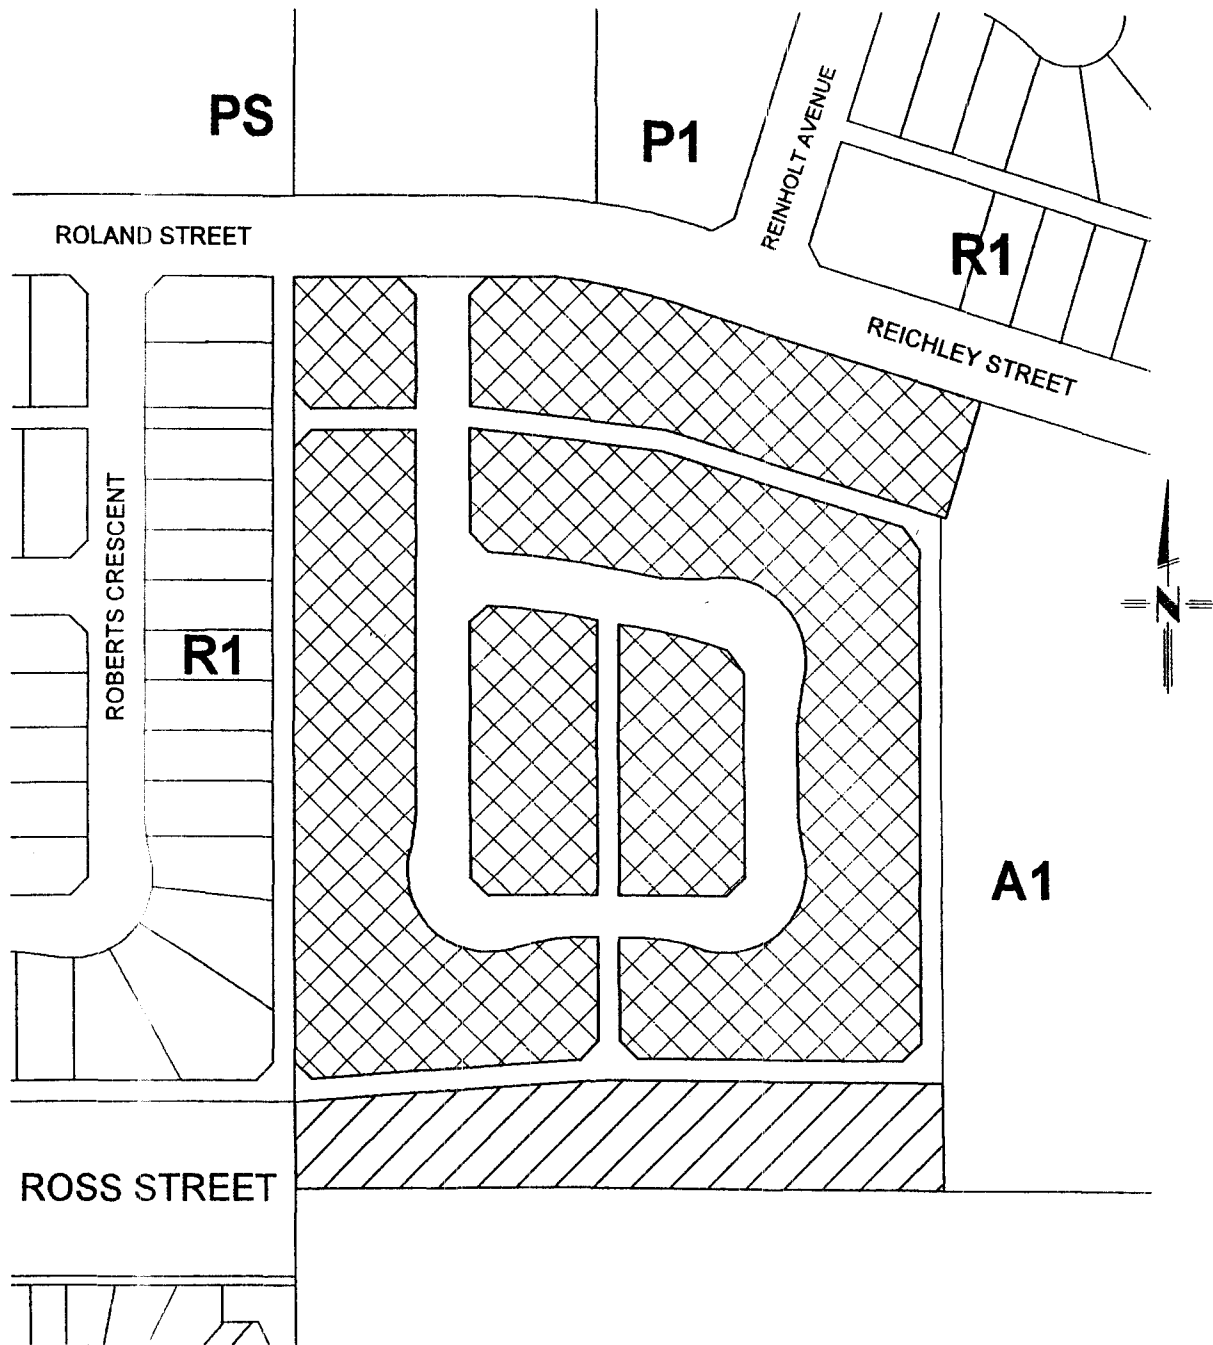 PS
P1
REINHOLT AVENUE
ROLAND STREET
R1
REICHLEY STREET
ROBERTS CRESCENT
N
R1
A1
ROSS STREET